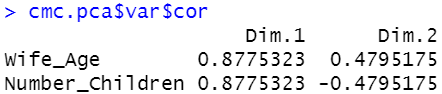 > cmc.pca$var$cor
Dim.1 Dim.2
Wife_Age 0.8775323 0.4795175
Number_Children 0.8775323 -0.4795175